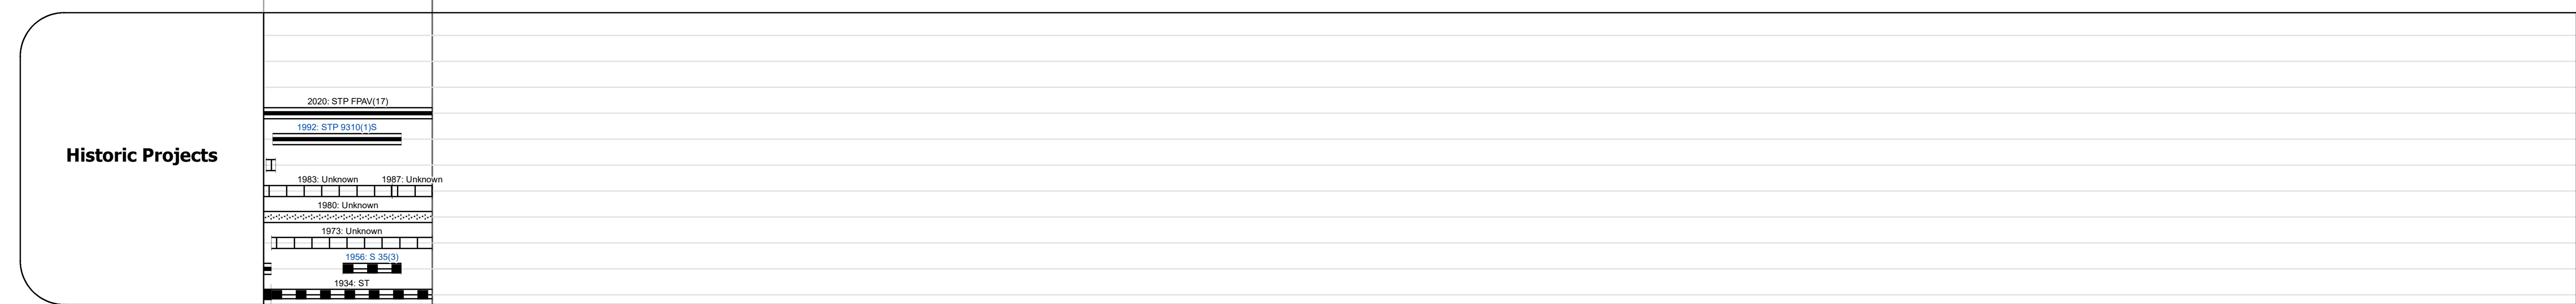 2020: STP FPAV(17)
1992: STP 9310(1)S
Historic Projects
1983: Unknown 1987: Unknown
1980: Unknown
1973: Unknown
1956: S 35(3)
1934: ST